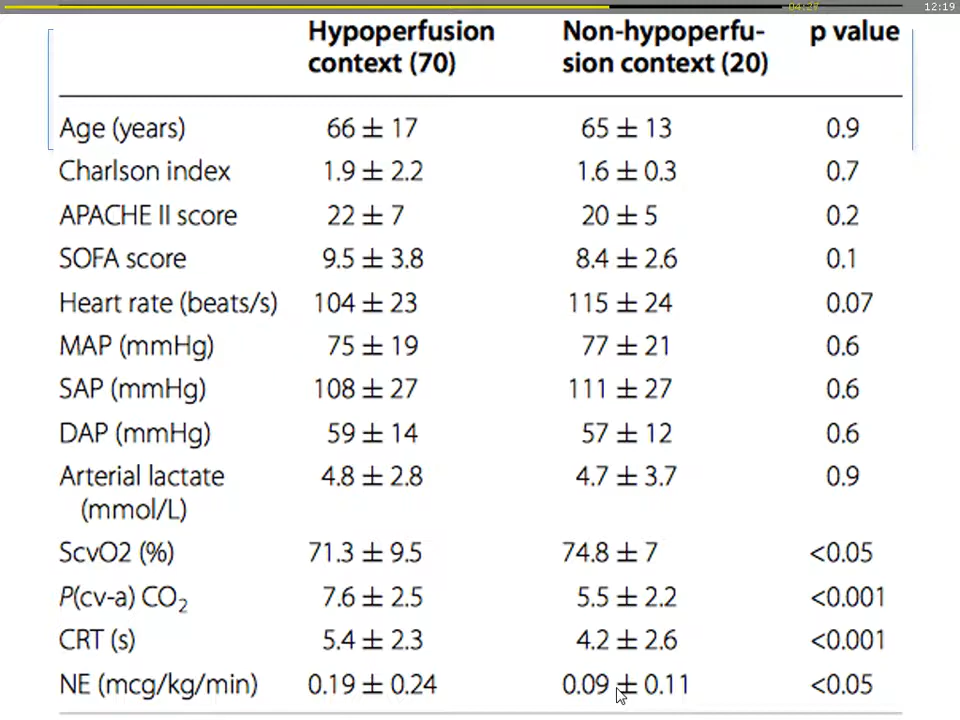 12:19
Hypoperfusion context (70) Non-hypoperfu-sion context (20) p value
Age (years) 66 ± 17 65 ± 13 0.9
Charlson index 1.9 ± 2.2 1.6 ± 0.3 0.7
APACHE II score 22 ± 7 20 ± 5 0.2
SOFA score 9.5 ± 3.8 8.4 ± 2.6 0.1
Heart rate (beats/s) 104 ± 23 115 ± 24 0.07
MAP (mmHg) 75 ± 19 77 ± 21 0.6
SAP (mmHg) 108 ± 27 111 ± 27 0.6
DAP (mmHg) 59 ± 14 57 ± 12 0.6
Arterial lactate 4.8 ± 2.8 4.7 ± 3.7 0.9
(mmol/L)
ScvO2 (%) 71.3 ± 9.5 74.8 ± 7 <0.05
P(cv-a) CO₂ 7.6 ± 2.5 5.5 ± 2.2 <0.001
CRT (s) 5.4 ± 2.3 4.2 ± 2.6 <0.001
NE (mcg/kg/min) 0.19 ± 0.24 0.09 ± 0.11 <0.05